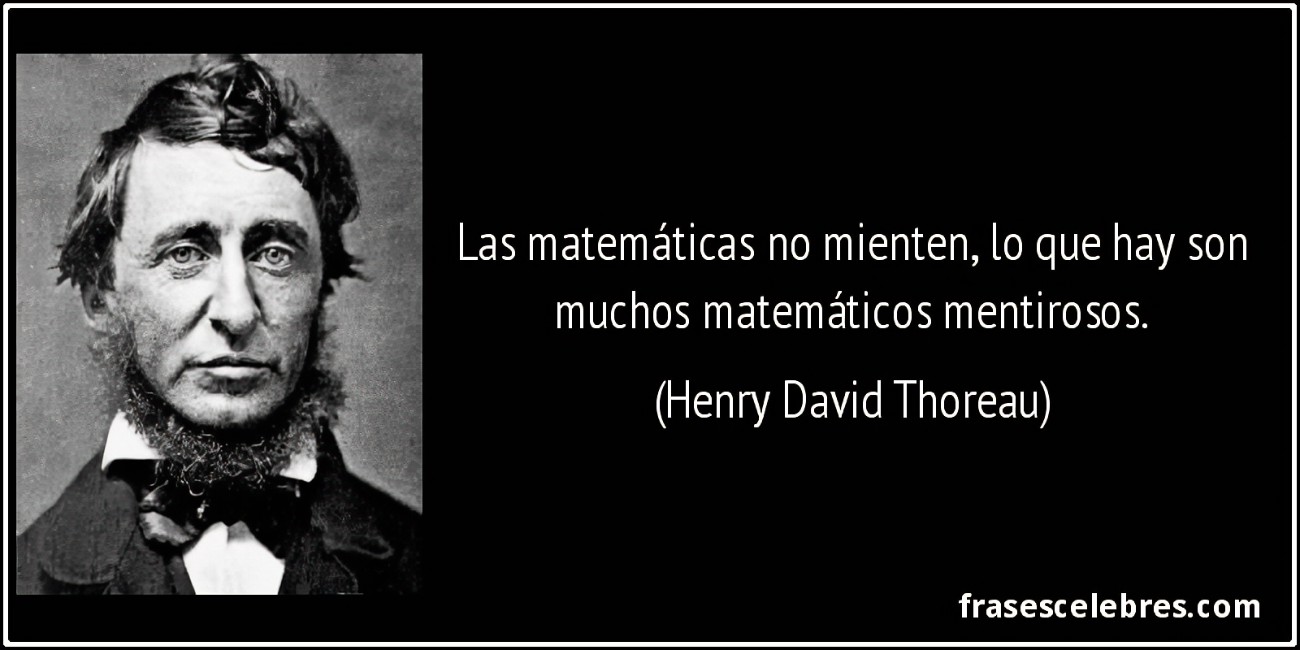 Las matemáticas no mienten, lo que hay son
muchos matemáticos mentirosos.
(Henry David Thoreau)
frasescelebres.com